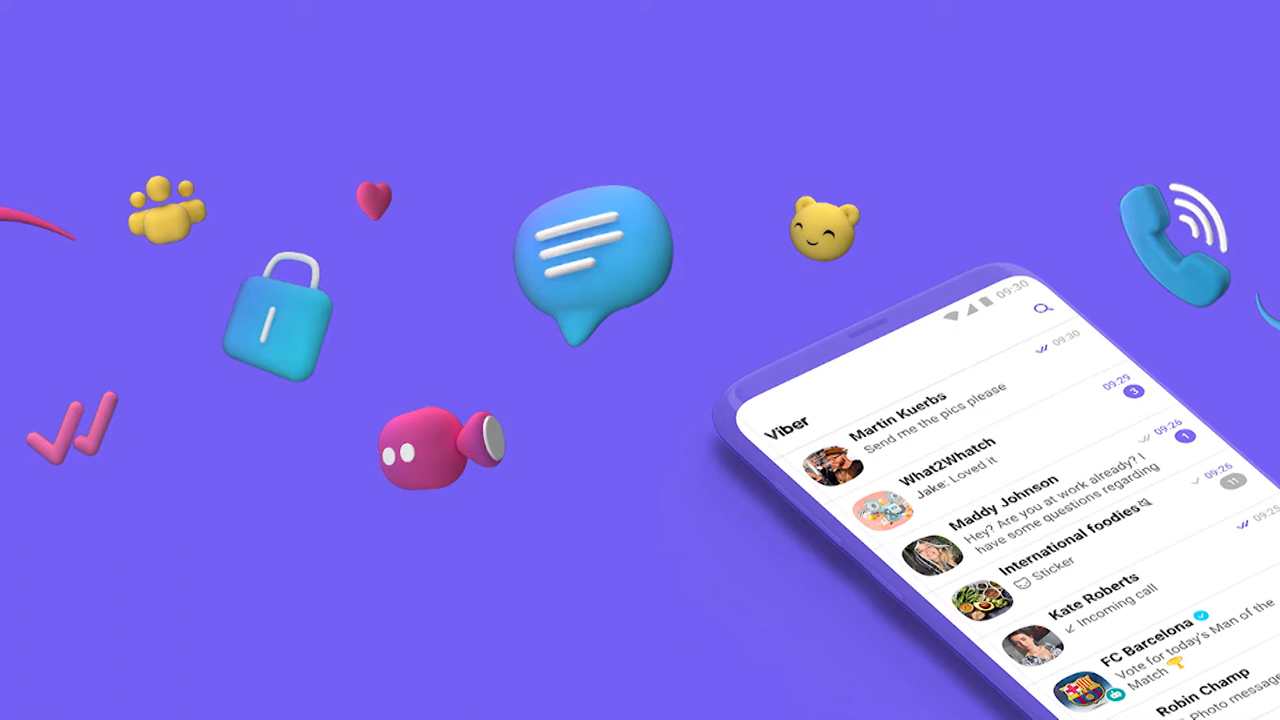 09:30
Viber
Martin Kuerbs
09:30
Send me the pics please
What2Whatch
09:29
Jake: Loved it
3
Maddy Johnson
09:26
Hey? Are you at work already? I
have some questions regarding
1
International foodies
09:26
Sticker
11
Kate Roberts
Incoming call
FC Barcelona
Vote for today's Man of the
Match
Robin Champ
Photo message